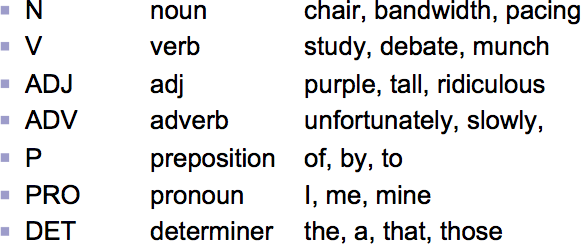 N noun chair, bandwidth, pacing
V verb study, debate, munch
ADJ adj purple, tall, ridiculous
ADV adverb unfortunately, slowly,
P preposition of, by, to
PRO pronoun I, me, mine
DET determiner the, a, that, those